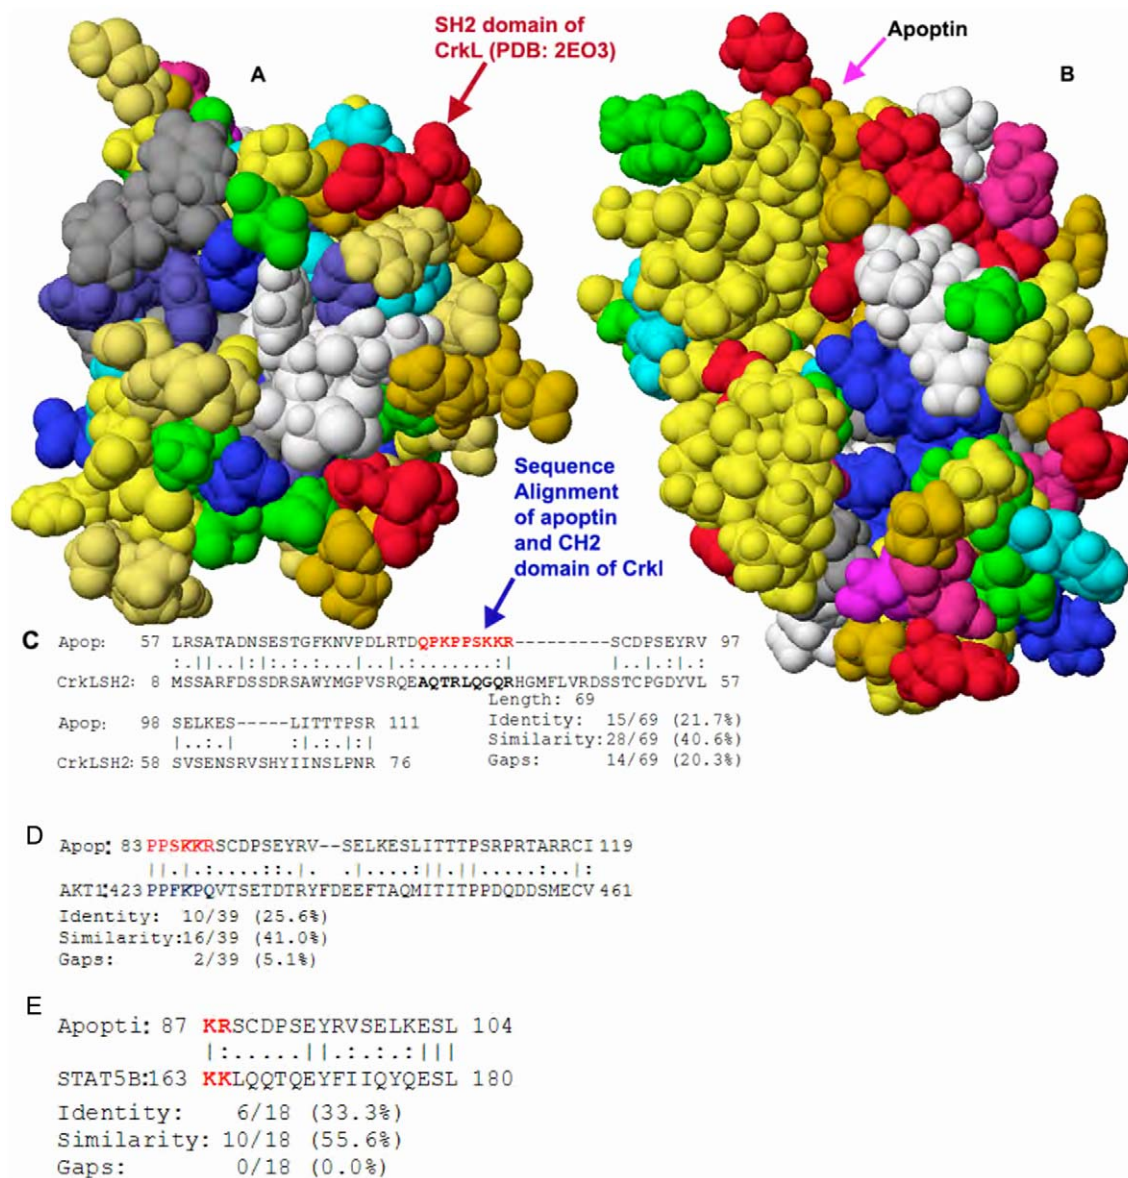 SH2 domain of
CrkL (PDB: 2EO3)
Apoptin
A
B
Sequence
Alignment
of apoptin
and CH2
domain of Crkl
C
Apop: 57 LRSATADNSESTGFKNVPDLRTDQPKPPSKKR----------SCDPSEYRV 97
:.||..|.||:..:.:..|..|: .......:| ||..|.|:
CrkLSH2: 8 MSSARFDSSDRSAWYMGPVSRQEAQTRLQGQRHGMFLVRDSSTCPGDYVL 57
Length: 69
Apop: 98 SELKES-----LITTTPSR 111
Identity: 15/69 (21.7%)
|..:.| :|.:|.:|
Similarity:28/69 (40.6%)
CrkLSH2: 58 SVSENSRVSHYIINSLPNR 76
Gaps: 14/69 (20.3%)
D
Apop: 83 PPSKKRSCDPSEYRV--SELKESLITTTPSRPRTARRCI 119
AKT1:423 PPFKPQVTSETDTRYFDEEFTAQMITITPPDQDDSMECV 461
Identity: 10/39 (25.6%)
Similarity:16/39 (41.0%)
Gaps: 2/39 (5.1%)
E
Apopti: 87 KRSCDPSEYRVSELKESL 104
|:.....||.:.:.:|||
STAT5B:163 KKLQQTQEYFIIQYQESL 180
Identity: 6/18 (33.3%)
Similarity: 10/18 (55.6%)
Gaps: 0/18 (0.0%)